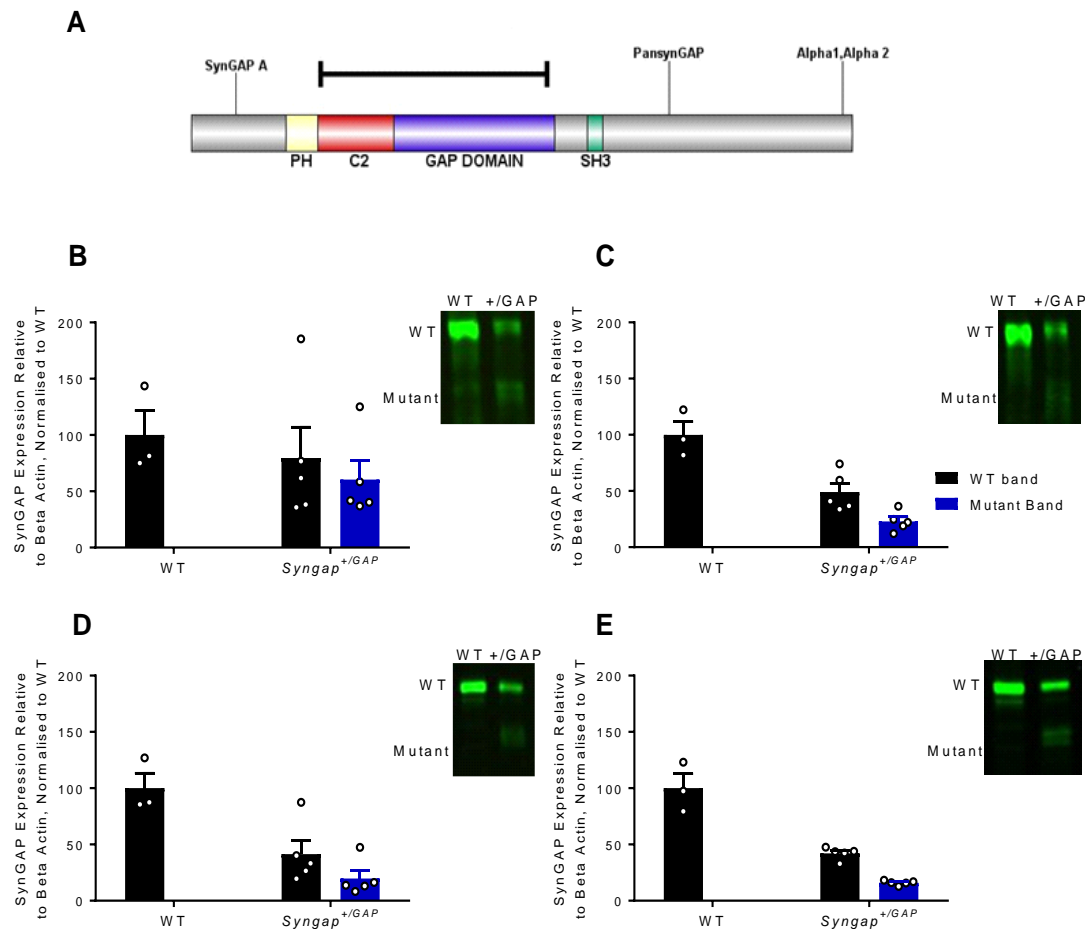 A
SynGAP A
PansynGAP
Alpha1,Alpha 2
PH
C2
GAP DOMAIN
SH3
B
SynGAP Expression Relative
to Beta Actin, Normalised to WT
200
150
100
50
0
WT
Syngap+/GAP
WT +/GAP
WT
Mutant
C
SynGAP Expression Relative
to Beta Actin, Normalised to WT
200
150
100
50
0
WT
Syngap+/GAP
WT +/GAP
WT
Mutant
WT band
Mutant Band
D
SynGAP Expression Relative
to Beta Actin, Normalised to WT
200
150
100
50
0
WT
Syngap+/GAP
WT +/GAP
WT
Mutant
E
SynGAP Expression Relative
to Beta Actin, Normalised to WT
200
150
100
50
0
WT
Syngap+/GAP
WT +/GAP
WT
Mutant